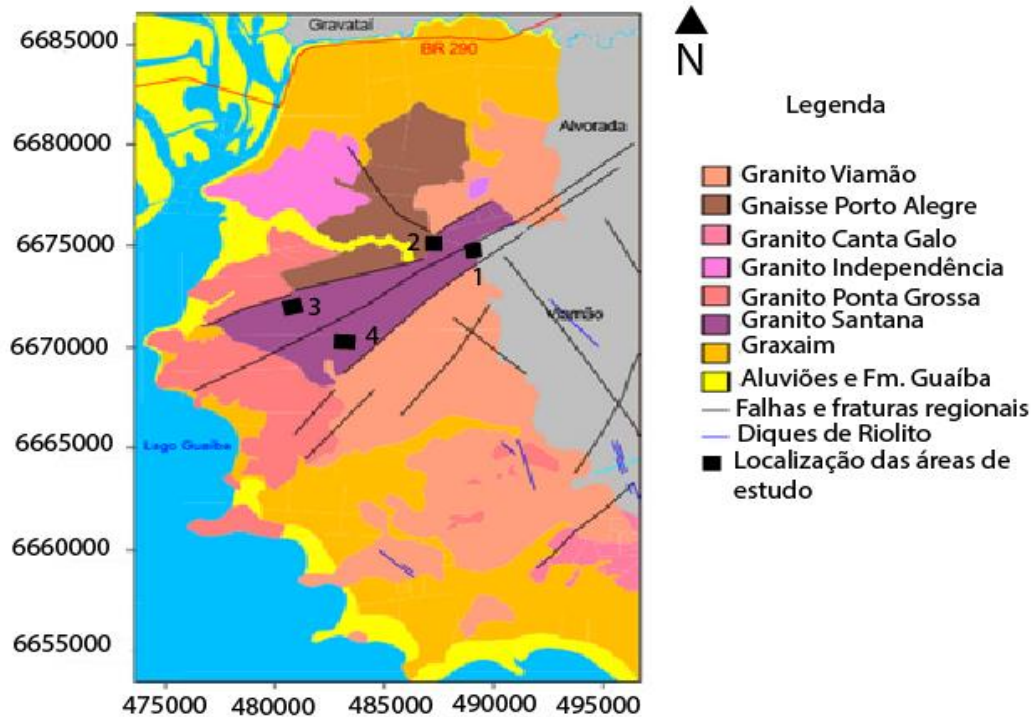 6685000
6680000
6675000
6670000
6665000
6660000
6655000
475000 480000 485000 490000 495000
Giravataí
BR 290
Alvorada
Viamão
Lago Guaíba
1
2
3
4
N
Legenda
Granito Viamão
Gnaisse Porto Alegre
Granito Canta Galo
Granito Independência
Granito Ponta Grossa
Granito Santana
Graxaim
Aluviões e Fm. Guaíba
Falhas e fraturas regionais
Diques de Riolito
Localização das áreas de
estudo